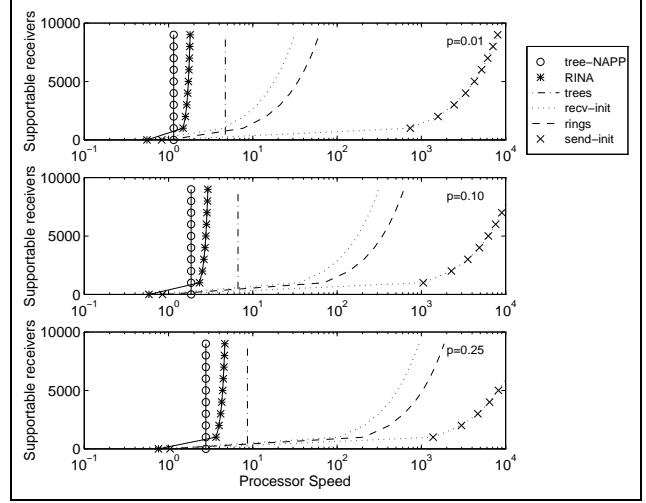 10000
5000
0
Supportable receivers
p=0.01
10^-1
10^0
10^1
10^2
10^3
10^4
tree-NAPP
RINA
trees
recv-init
rings
send-init
10000
5000
0
Supportable receivers
p=0.10
10^-1
10^0
10^1
10^2
10^3
10^4
10000
5000
0
Supportable receivers
p=0.25
10^-1
10^0
10^1
10^2
10^3
10^4
Processor Speed